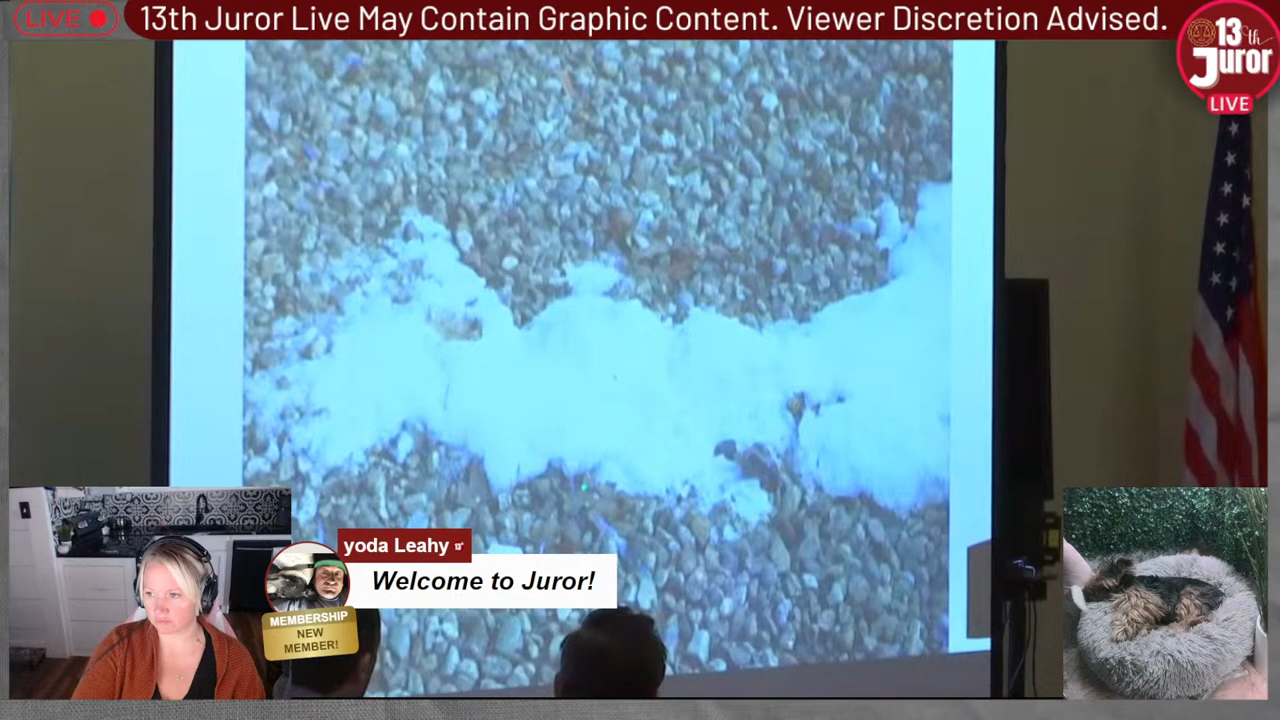 LIVE
13th Juror Live May Contain Graphic Content. Viewer Discretion Advised.
13th
Juror
LIVE
yoda Leahy
Welcome to Juror!
MEMBERSHIP
NEW
MEMBER!